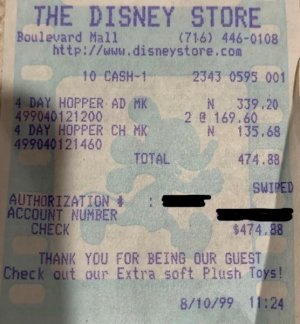 THE DISNEY STORE
Boulevard Mall (716) 446-0108
http://www.disneystore.com
10 CASH-1 2343 0595 001
4 DAY HOPPER AD MK N 339.20
499040121200 2 @ 169.60
4 DAY HOPPER CH MK N 135.68
499040121460
TOTAL 474.88
SWIPED
AUTHORIZATION # :
ACCOUNT NUMBER
CHECK $474.88
THANK YOU FOR BEING OUR GUEST
Check out our Extra soft Plush Toys!
8/10/99 11:24